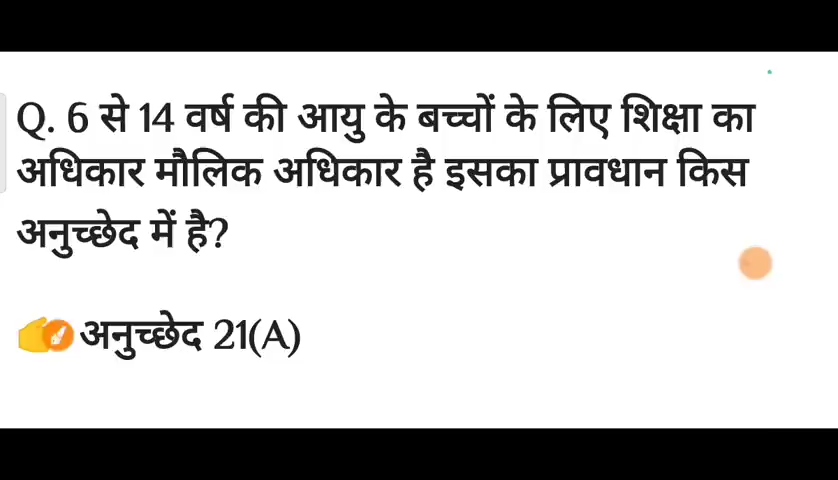 Q. 6 से 14 वर्ष की आयु के बच्चों के लिए शिक्षा का
अधिकार मौलिक अधिकार है इसका प्रावधान किस
अनुच्छेद में है?
अनुच्छेद 21(A)